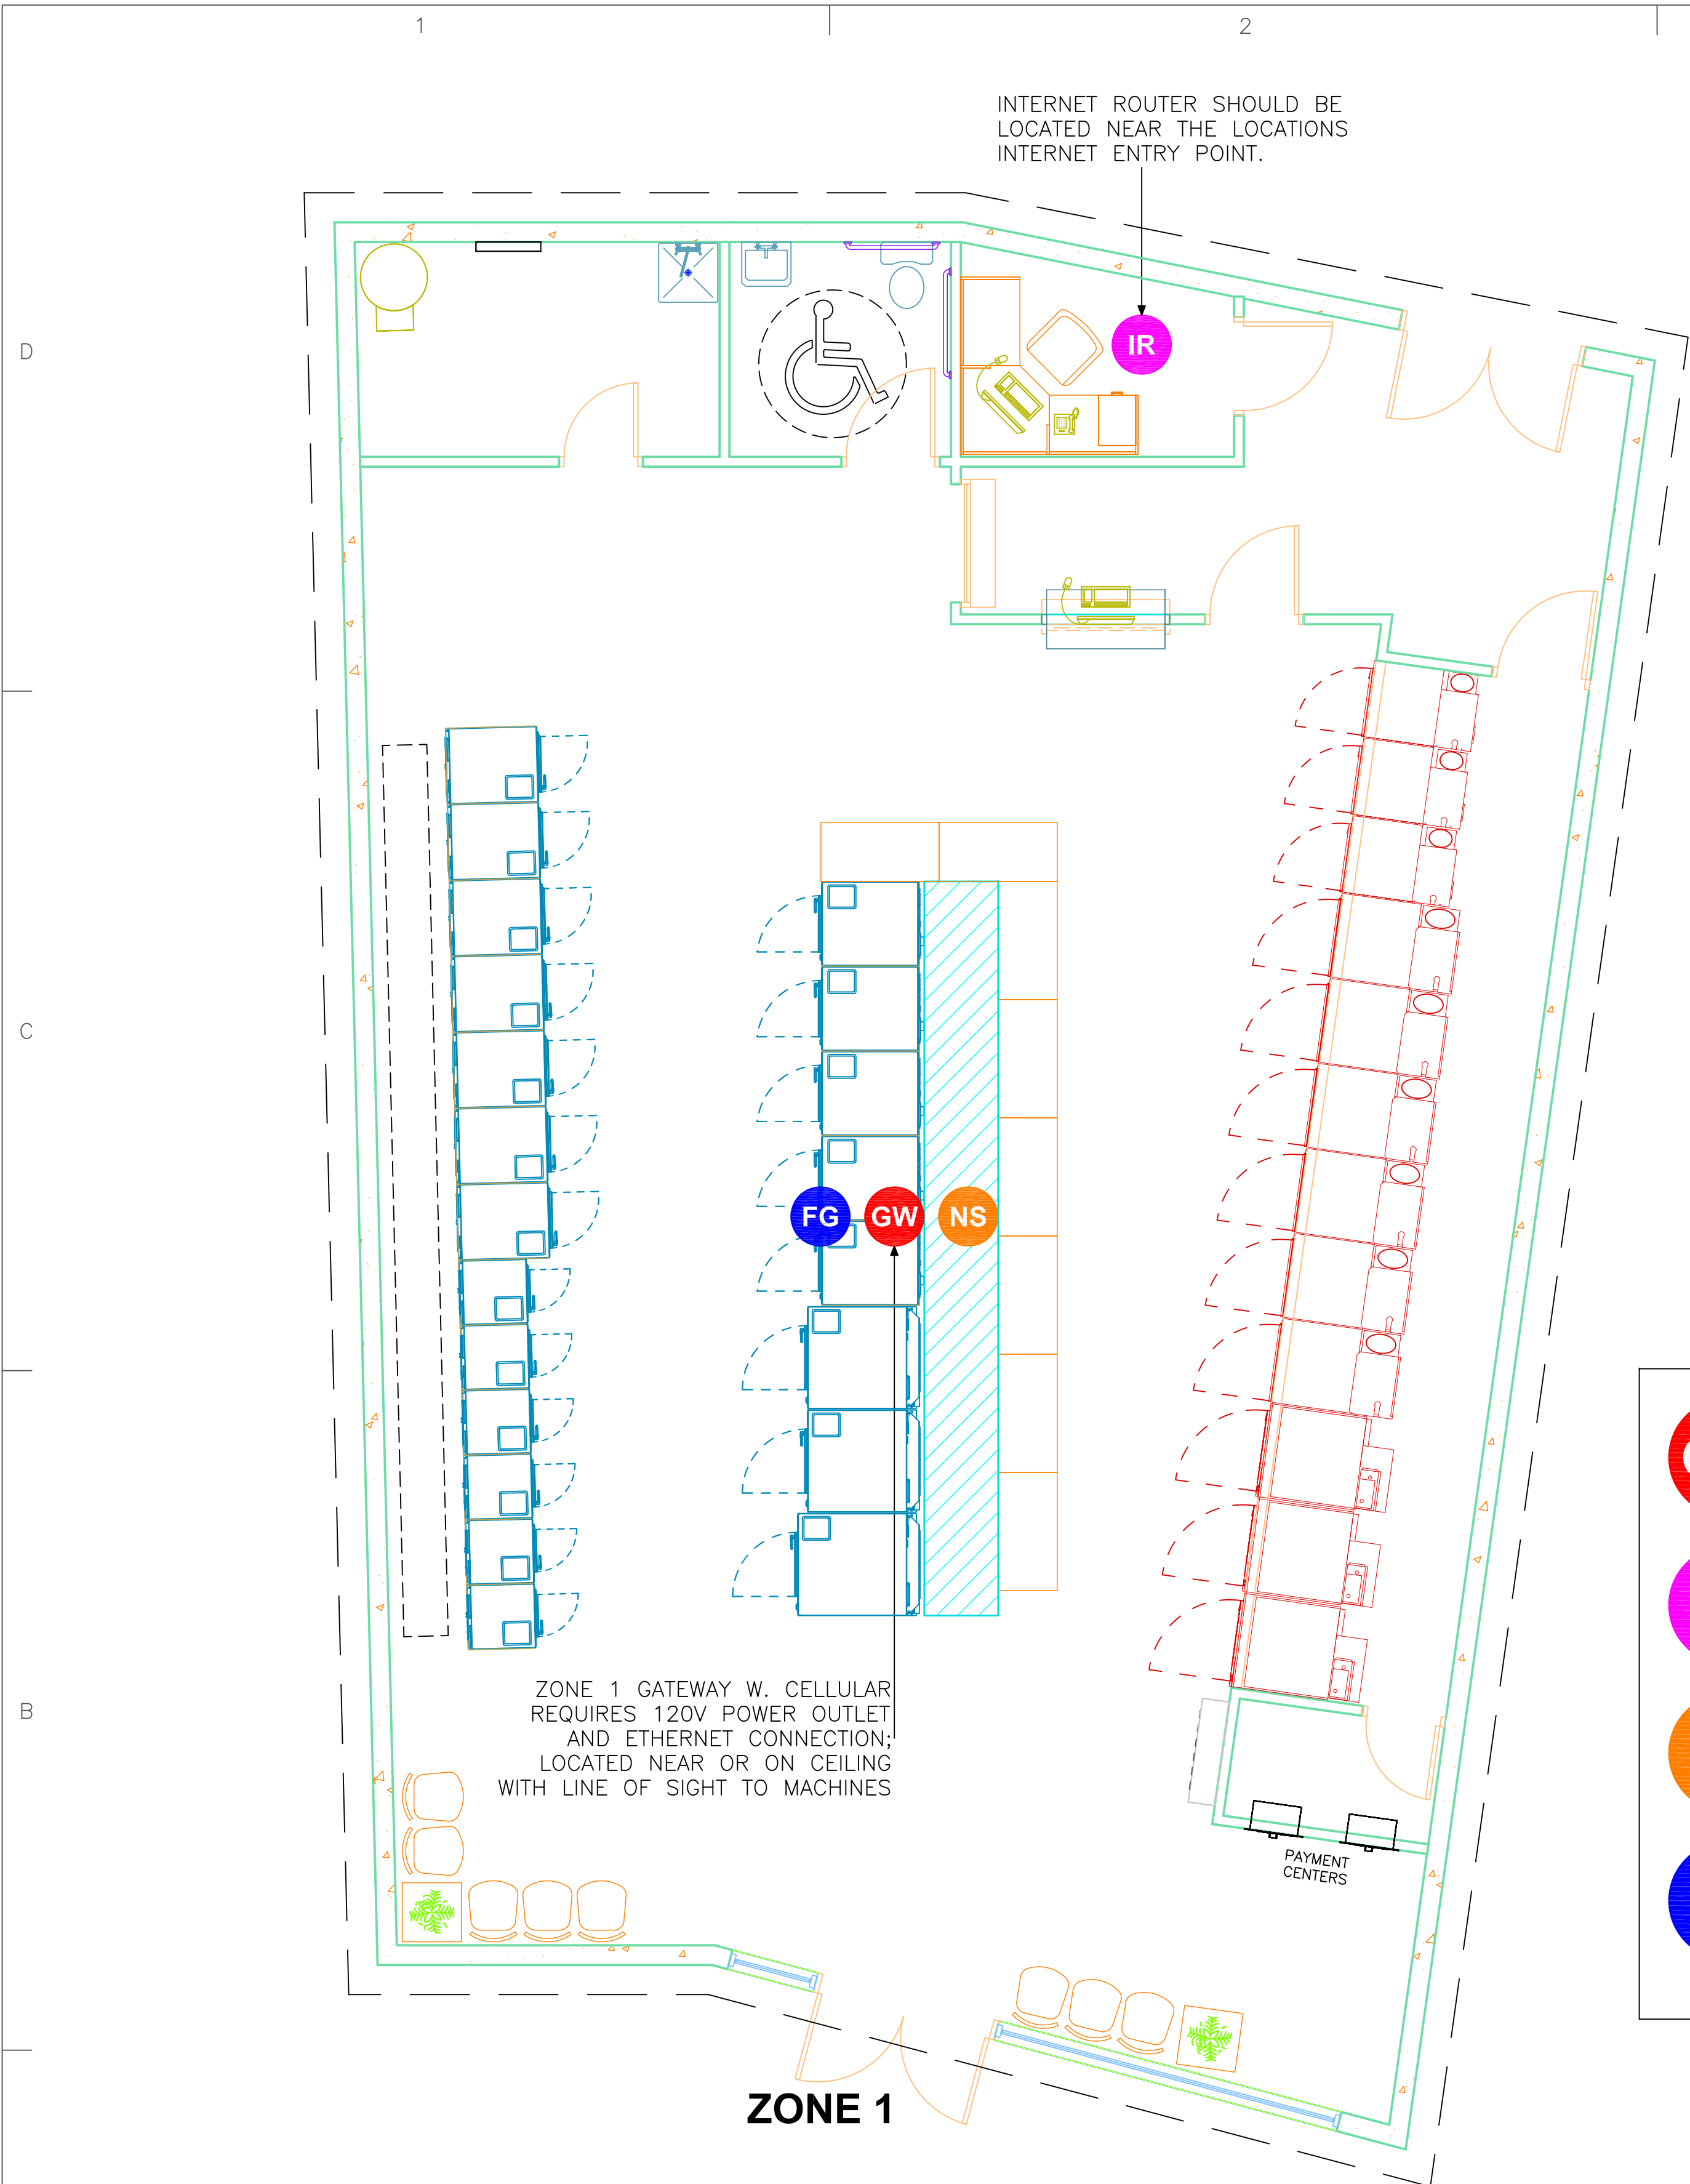 1
2
INTERNET ROUTER SHOULD BE
LOCATED NEAR THE LOCATIONS
INTERNET ENTRY POINT.
D
IR
C
FG
GW
NS
B
ZONE 1 GATEWAY W. CELLULAR
REQUIRES 120V POWER OUTLET
AND ETHERNET CONNECTION;
LOCATED NEAR OR ON CEILING
WITH LINE OF SIGHT TO MACHINES
PAYMENT
CENTERS
ZONE 1